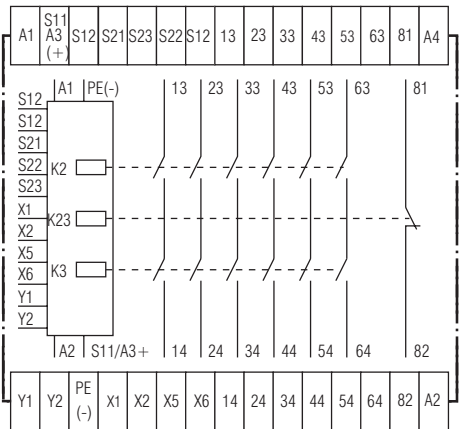 A1 S11 A3 (+) S12 S21 S23 S22 S12 13 23 33 43 53 63 81 A4
A1 PE(-) 13 23 33 43 53 63 81
S12
S12
S21
S22
S23
X1
X2
X5
X6
Y1
Y2
K2
K23
K3
A2 S11/A3+ 14 24 34 44 54 64 82
Y1 Y2 PE (-) X1 X2 X5 X6 14 24 34 44 54 64 82 A2